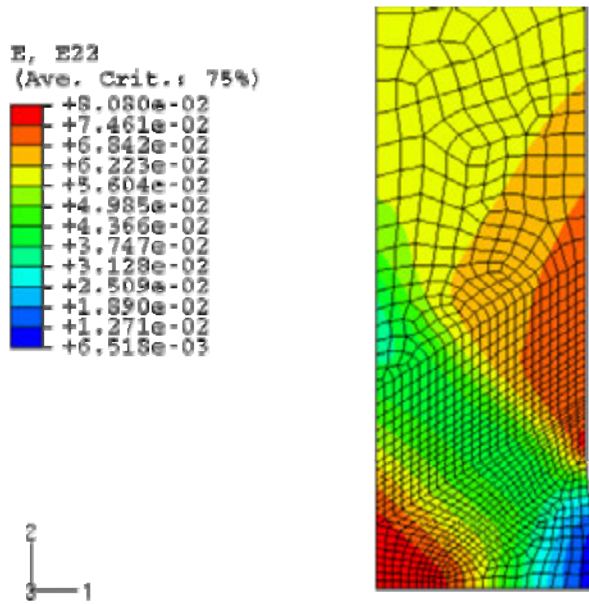 E, E22
(Ave. Crit.: 75%)
+8.080e-02
+7.461e-02
+6.842e-02
+6.223e-02
+5.604e-02
+4.985e-02
+4.366e-02
+3.747e-02
+3.128e-02
+2.509e-02
+1.890e-02
+1.271e-02
+6.518e-03
2
3 1